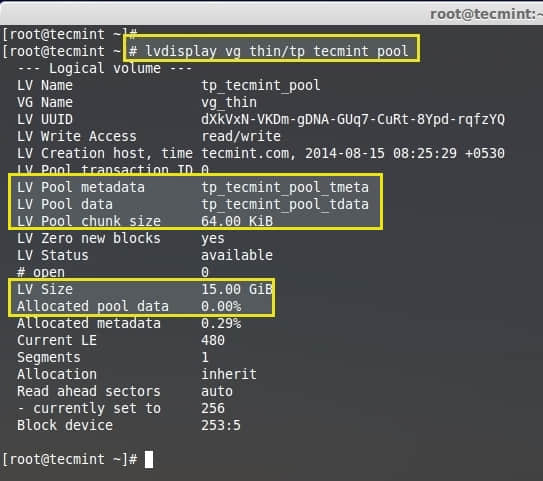 root@tecmint:~
[root@tecmint ~]#
[root@tecmint ~]# lvdisplay vg_thin/tp_tecmint_pool
--- Logical volume ---
LV Name tp_tecmint_pool
VG Name vg_thin
LV UUID dXkVxN-VKDm-gDNA-GUq7-CuRt-8Ypd-rqfzYQ
LV Write Access read/write
LV Creation host, time tecmint.com, 2014-08-15 08:25:29 +0530
LV Pool transaction ID 0
LV Pool metadata tp_tecmint_pool_tmeta
LV Pool data tp_tecmint_pool_tdata
LV Pool chunk size 64.00 KiB
LV Zero new blocks yes
LV Status available
# open 0
LV Size 15.00 GiB
Allocated pool data 0.00%
Allocated metadata 0.29%
Current LE 480
Segments 1
Allocation inherit
Read ahead sectors auto
- currently set to 256
Block device 253:5
[root@tecmint ~]#